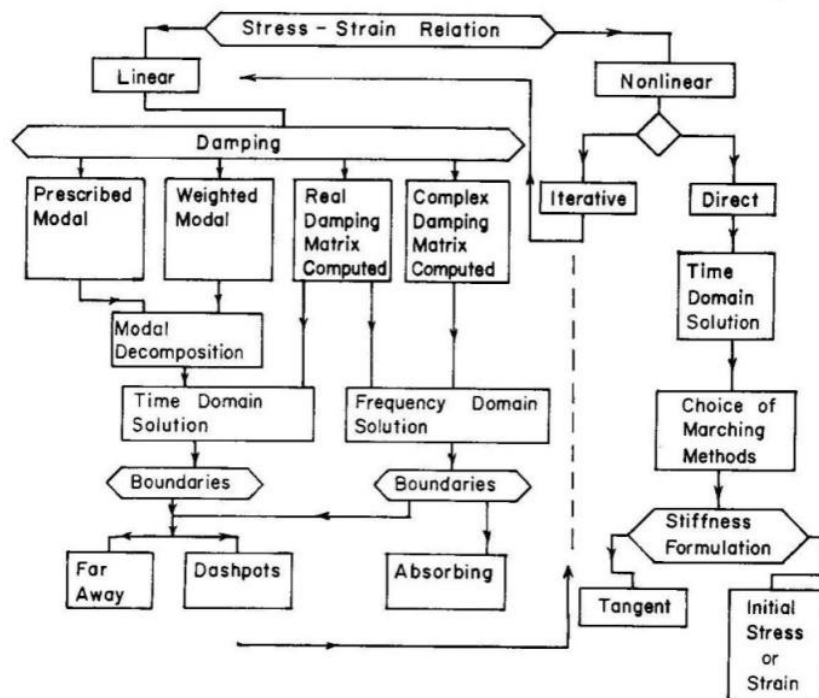 Stress - Strain Relation
Linear
Nonlinear
Damping
Prescribed
Modal
Weighted
Modal
Real
Damping
Matrix
Computed
Complex
Damping
Matrix
Computed
Iterative
Direct
Time
Domain
Solution
Modal
Decomposition
Time Domain
Solution
Frequency Domain
Solution
Choice of
Marching
Methods
Boundaries
Boundaries
Stiffness
Formulation
Far
Away
Dashpots
Absorbing
Tangent
Initial
Stress
or
Strain